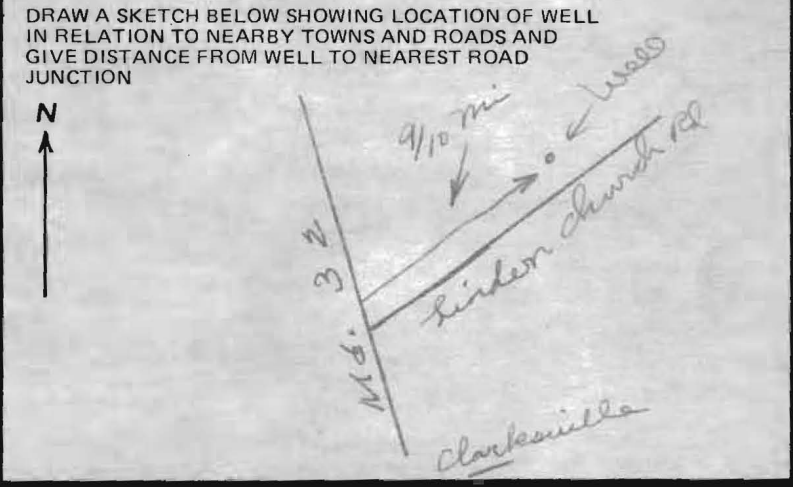 DRAW A SKETCH BELOW SHOWING LOCATION OF WELL
IN RELATION TO NEARBY TOWNS AND ROADS AND
GIVE DISTANCE FROM WELL TO NEAREST ROAD
JUNCTION
N
9/10 mi
Well
Linden Church Rd
Md. 32
Clarksville